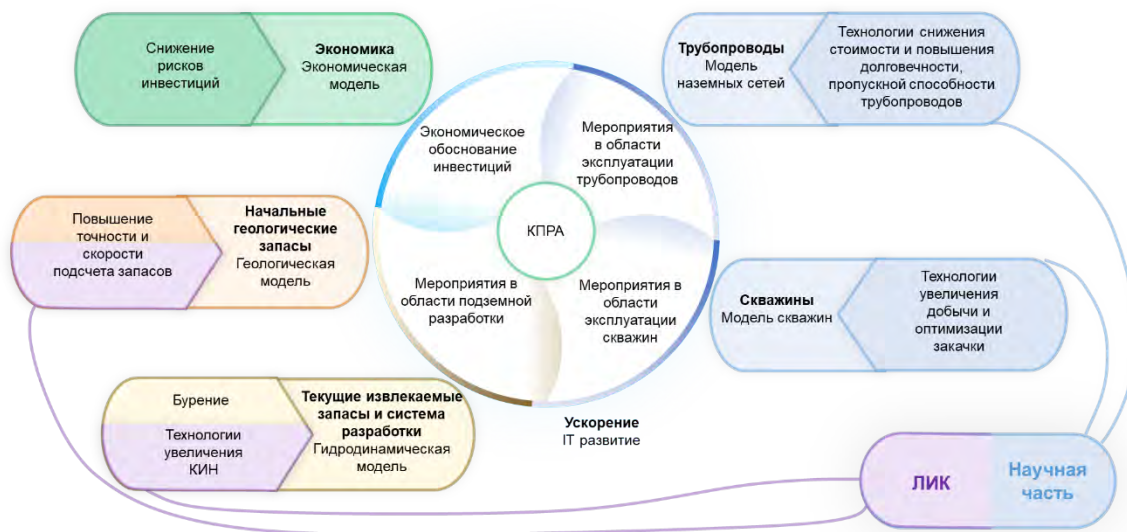 Снижение
рисков
инвестиций
Экономика
Экономическая
модель
Трубопроводы
Модель
наземных сетей
Технологии снижения
стоимости и повышения
долговечности,
пропускной способности
трубопроводов
Экономическое
обоснование
инвестиций
Мероприятия
в области
эксплуатации
трубопроводов
КПРА
Повышение
точности и
скорости
подсчета запасов
Начальные
геологические
запасы
Геологическая
модель
Мероприятия в
области подземной
разработки
Мероприятия в
области
эксплуатации
скважин
Скважины
Модель скважин
Технологии
увеличения
добычи и
оптимизации
закачки
Бурение
Технологии
увеличения
КИН
Текущие извлекаемые
запасы и система
разработки
Гидродинамическая
модель
Ускорение
IT развитие
ЛИК
Научная
часть